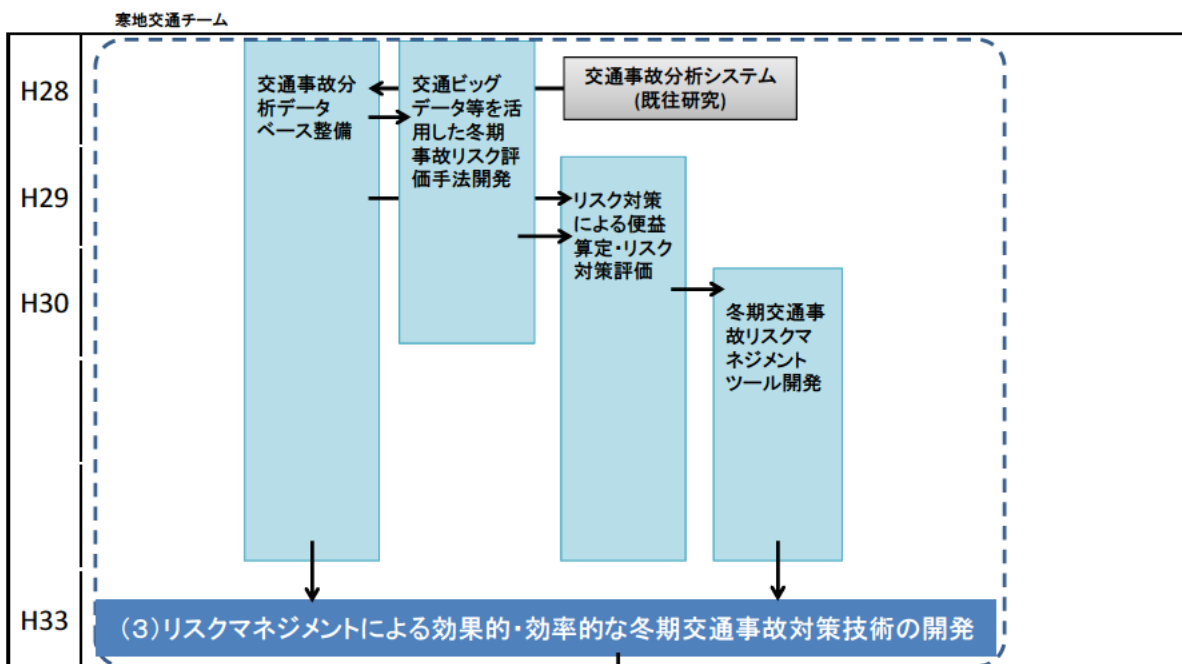 寒地交通チーム
H28
交通事故分
析データ
ベース整備
交通ビッグ
データ等を活
用した冬期
事故リスク評
価手法開発
交通事故分析システム
(既往研究)
H29
リスク対策
による便益
算定・リスク
対策評価
H30
冬期交通事
故リスクマ
ネジメント
ツール開発
H33
(3)リスクマネジメントによる効果的・効率的な冬期交通事故対策技術の開発